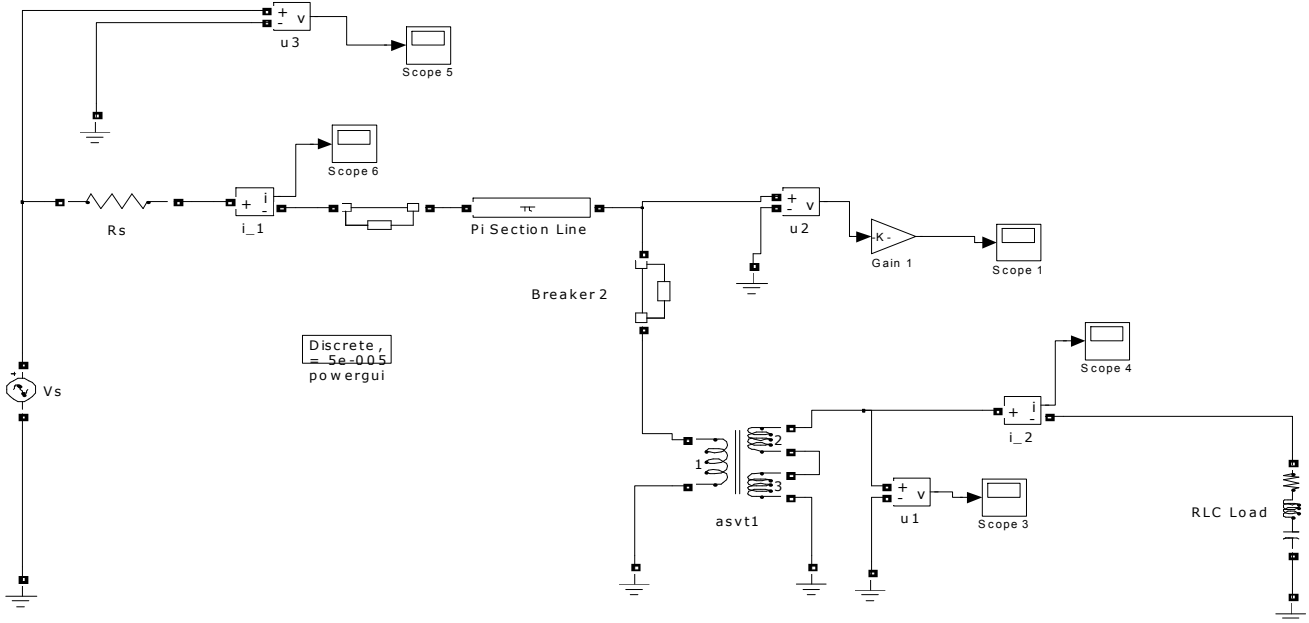 +
-
v
u3
Scope 5
Scope 6
Rs
+
i
-
i_1
Pi Section Line
+
-
v
u2
-K-
Gain 1
Scope 1
Breaker 2
Discrete,
= 5e-005
powergui
Scope 4
+
Vs
+
i
-
i_2
1
2
3
asvt1
+
-
v
u1
Scope 3
RLC Load